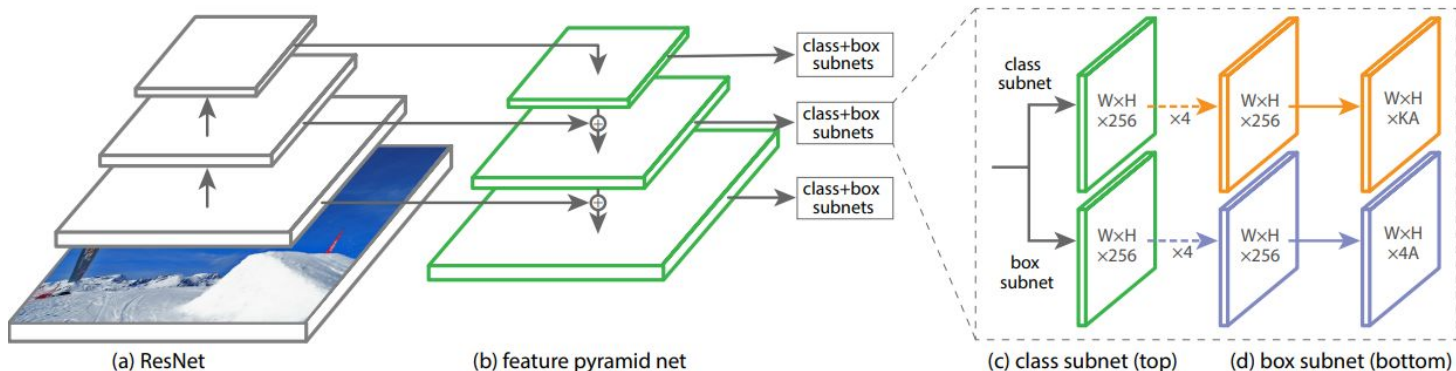 class+box
subnets
class+box
subnets
class+box
subnets
class
subnet
W×H
×256
×4
W×H
×256
W×H
×KA
box
subnet
W×H
×256
×4
W×H
×256
W×H
×4A
(a) ResNet
(b) feature pyramid net
(c) class subnet (top)
(d) box subnet (bottom)